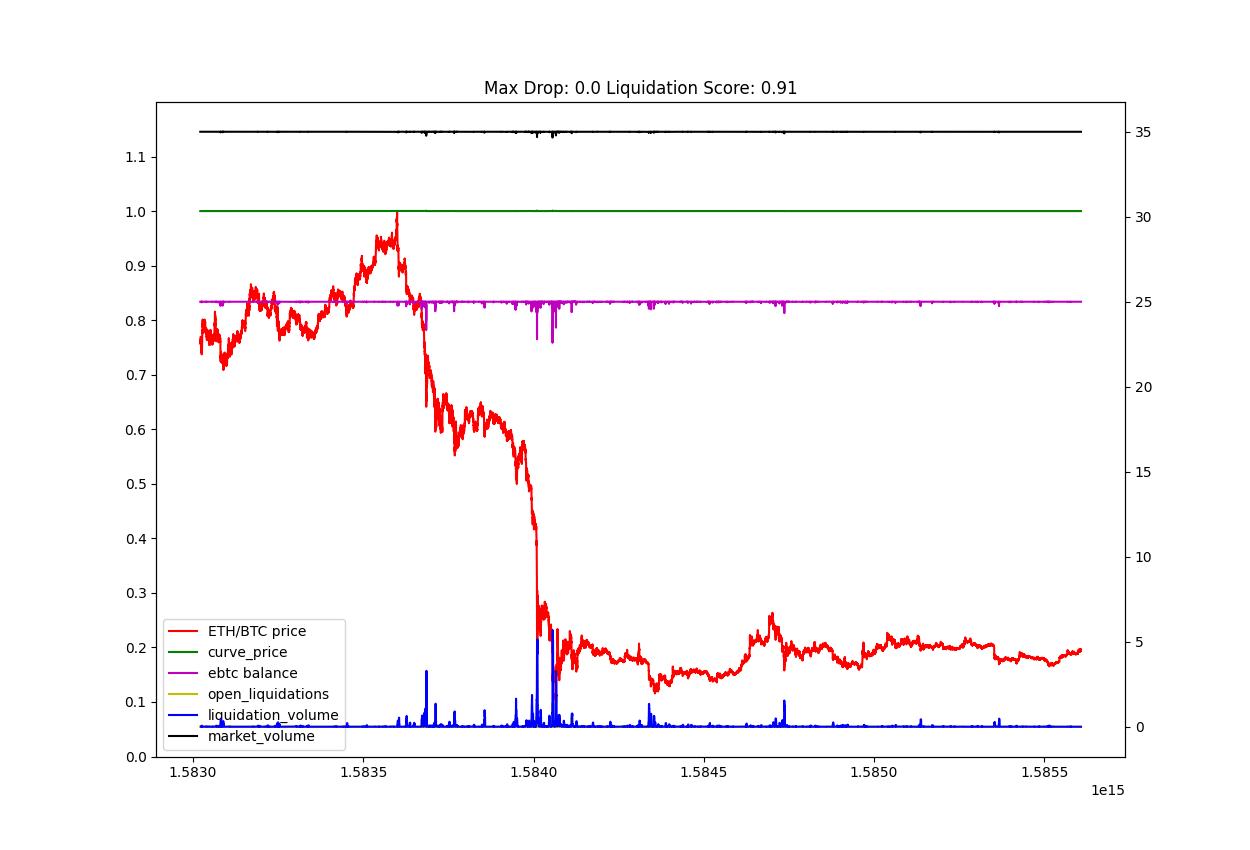 Max Drop: 0.0 Liquidation Score: 0.91
1.1
1.0
0.9
0.8
0.7
0.6
0.5
0.4
0.3
0.2
0.1
0.0
35
30
25
20
15
10
5
0
ETH/BTC price
curve_price
ebtc balance
open_liquidations
liquidation_volume
market_volume
1.5830 1.5835 1.5840 1.5845 1.5850 1.5855
1e15